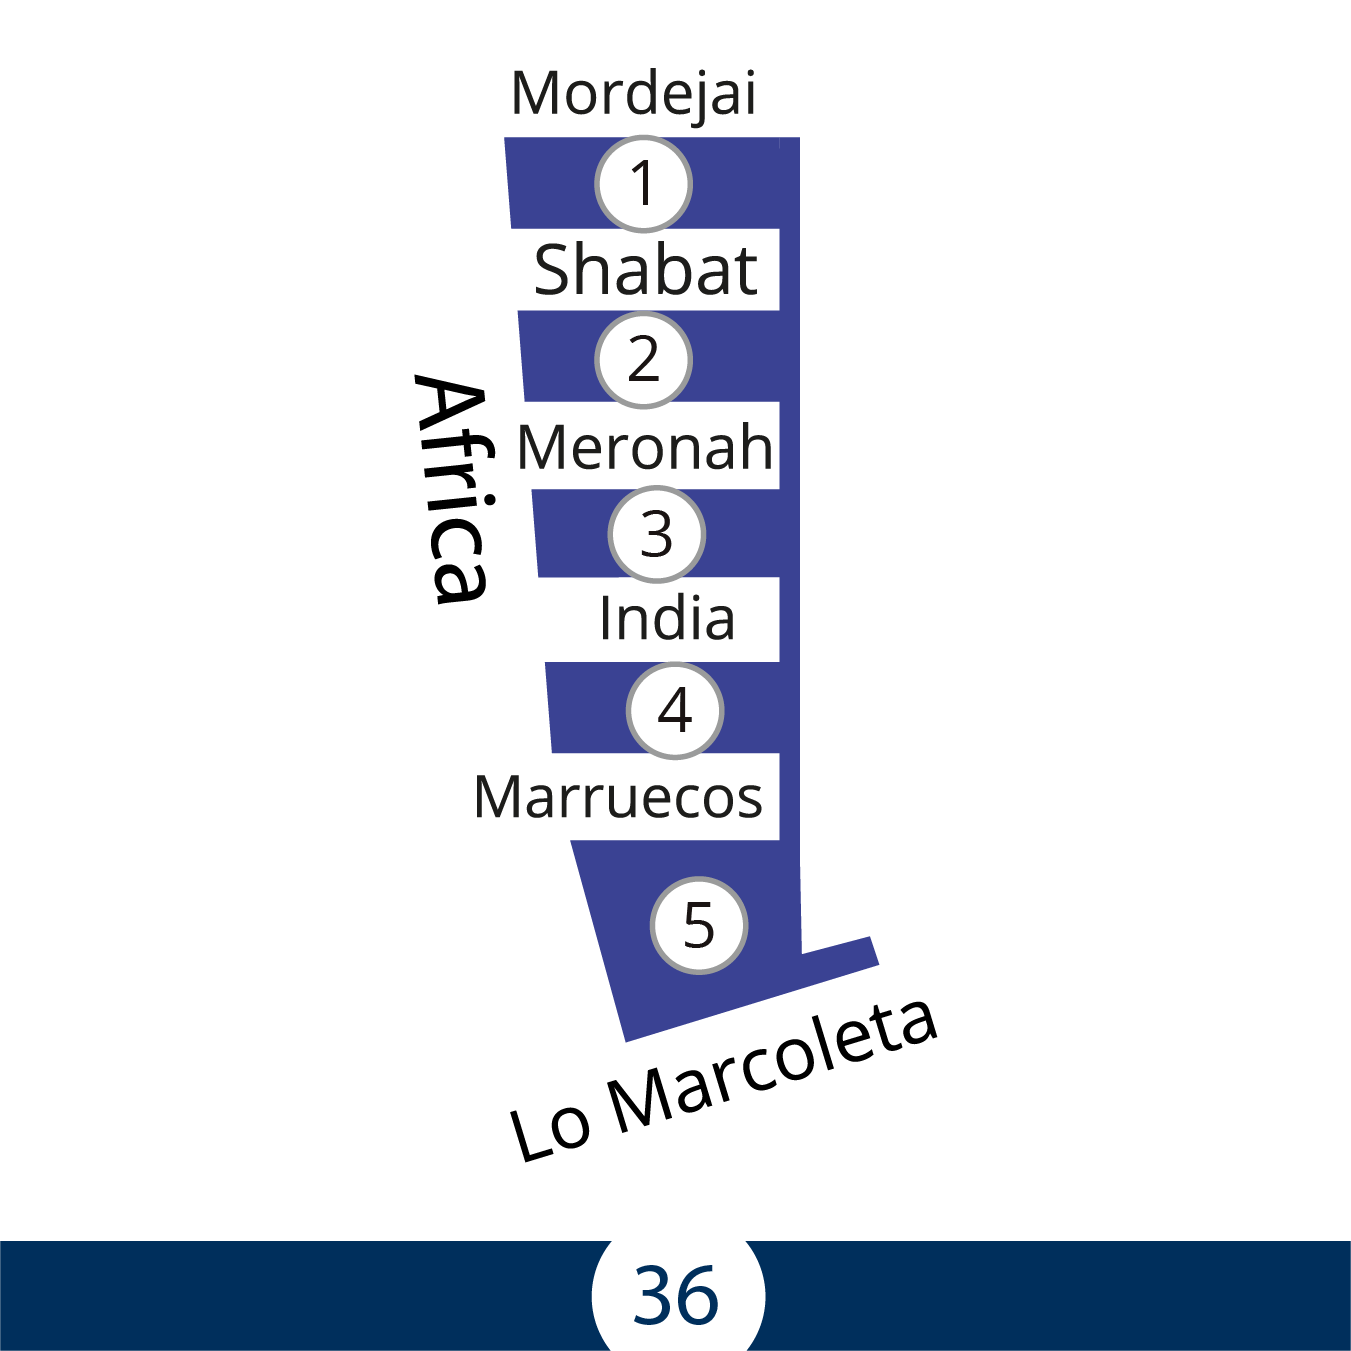 Mordejai
1
Shabat
2
Africa
Meronah
3
India
4
Marruecos
5
Lo Marcoleta
36